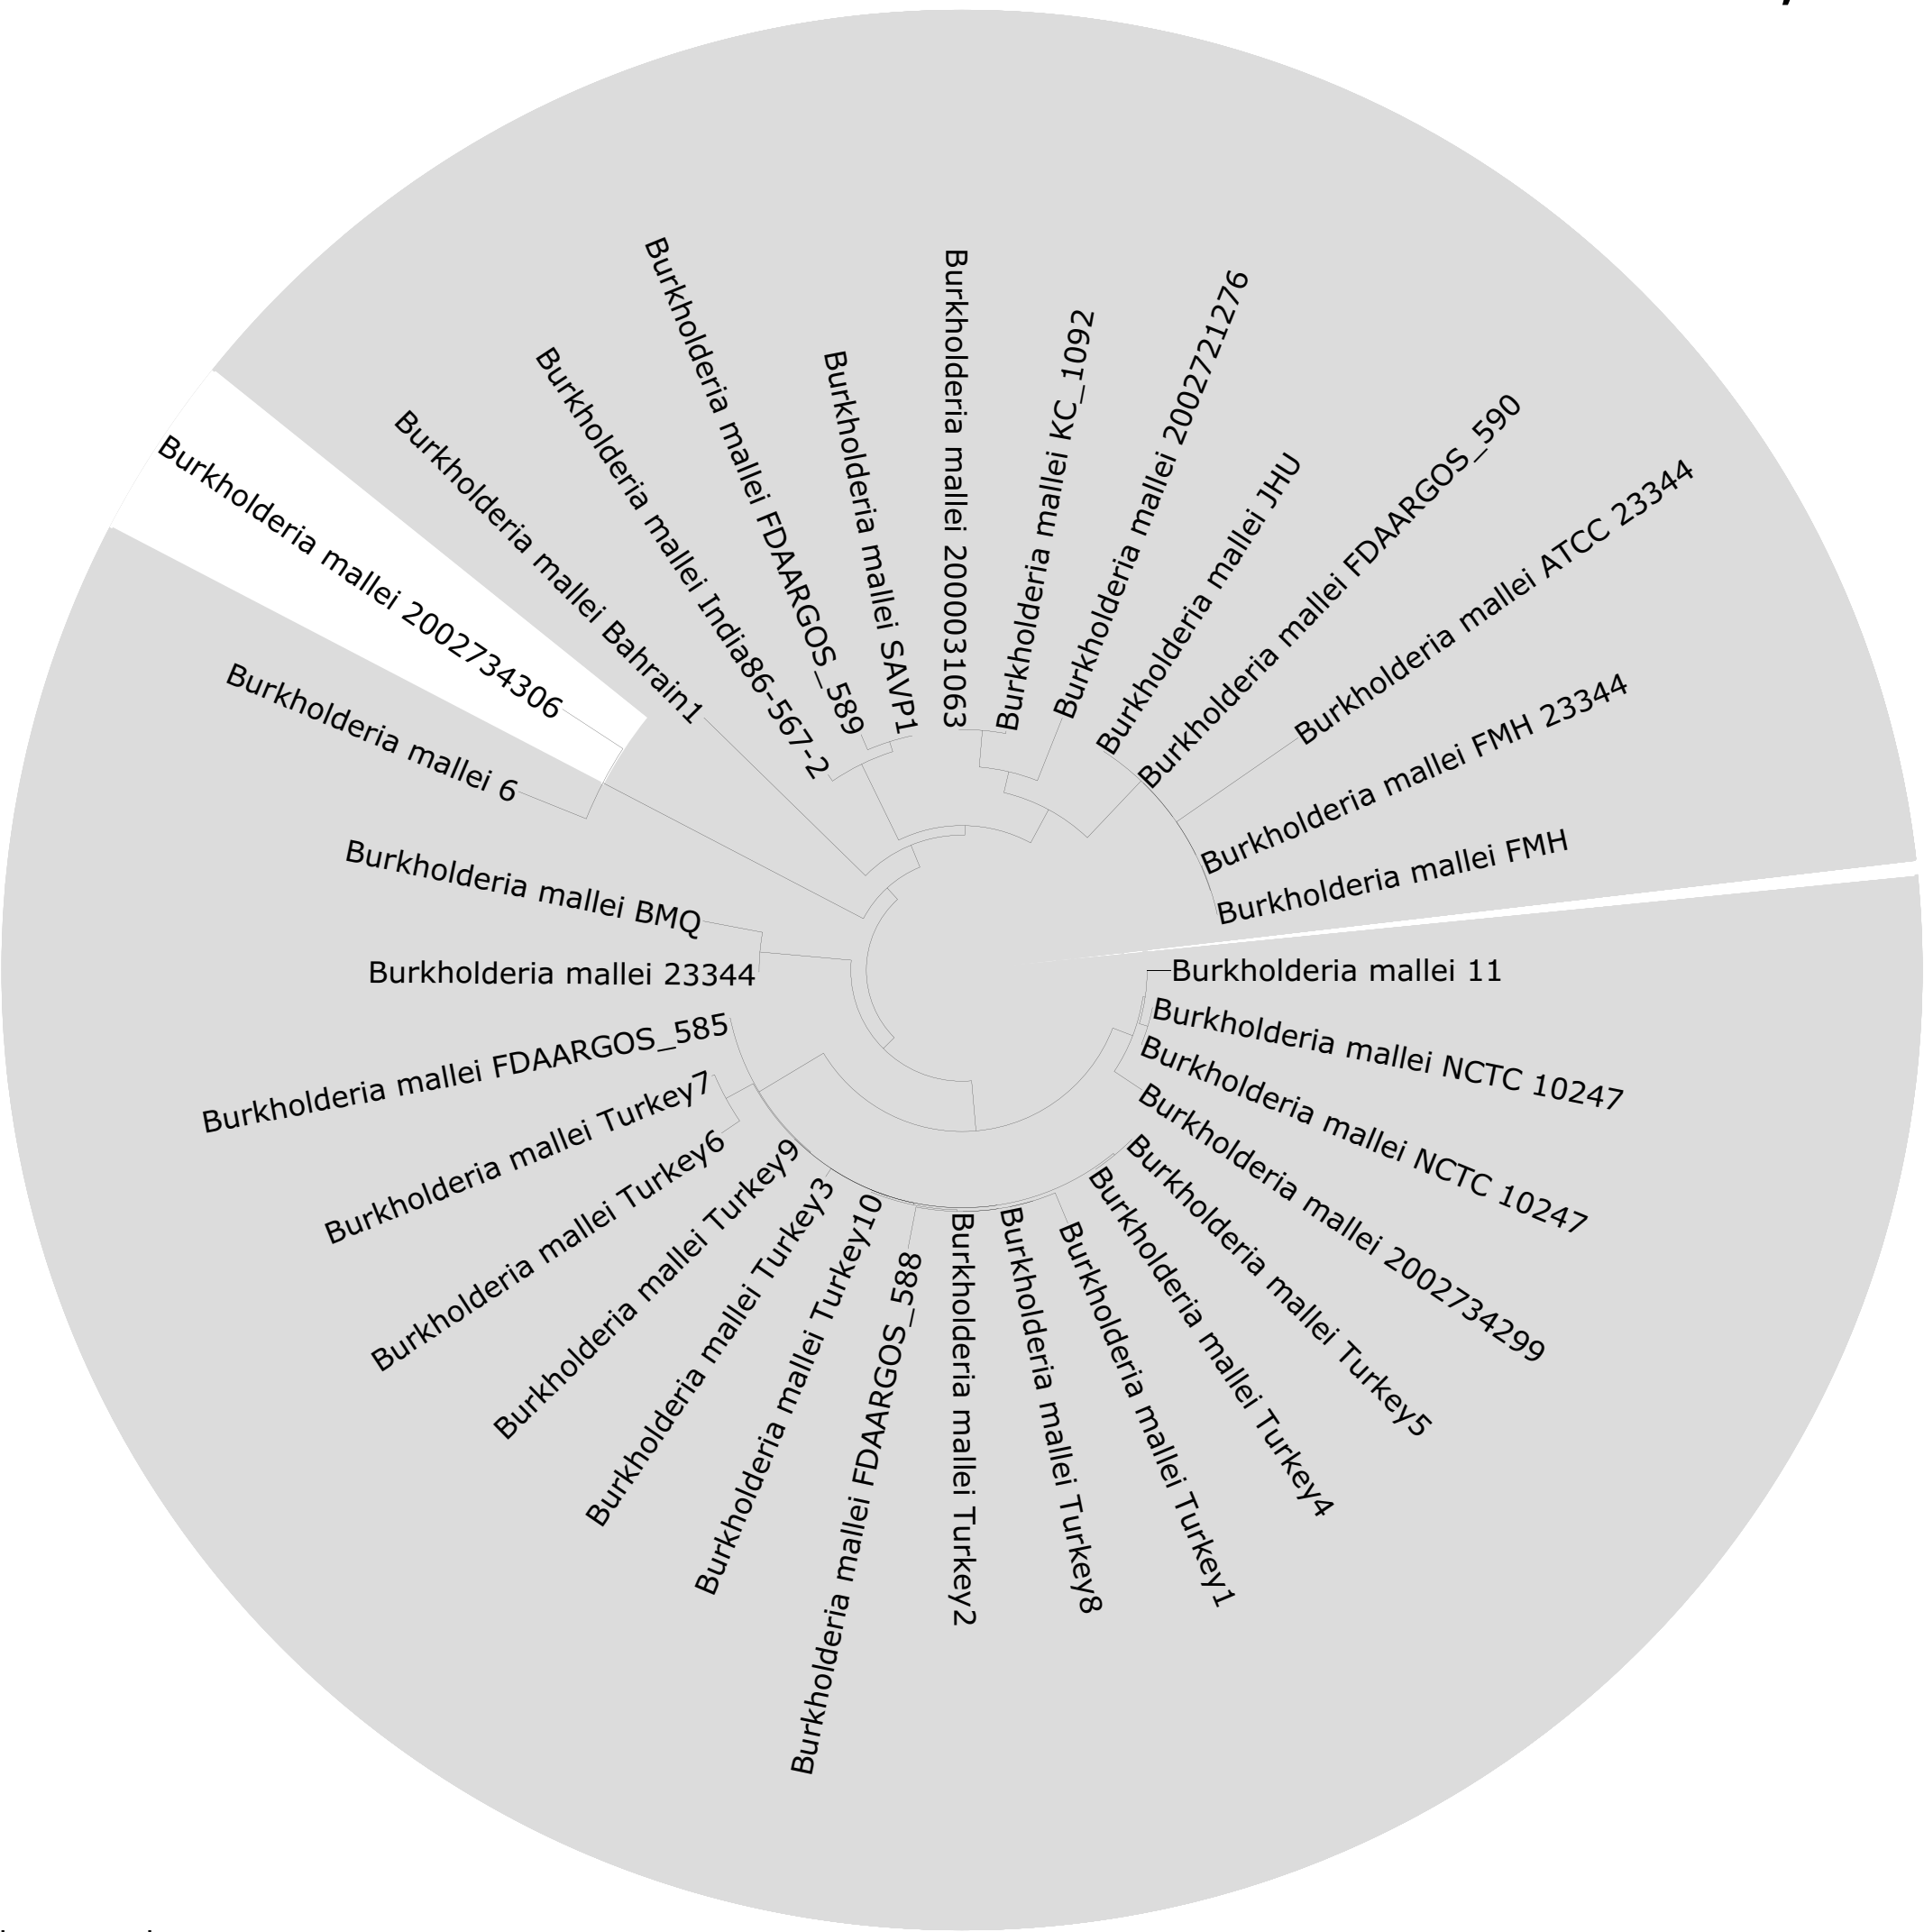 Burkholderia mallei FDAARGOS_589
Burkholderia mallei 2000031063
Burkholderia mallei 2002721276
Burkholderia mallei KC_1092
Burkholderia mallei India86-567-2
Burkholderia mallei SAVP1
Burkholderia mallei FDAARGOS_590
Burkholderia mallei Bahrain1
Burkholderia mallei 2002734306
Burkholderia mallei JHU
Burkholderia mallei ATCC 23344
Burkholderia mallei 6
Burkholderia mallei FMH 23344
Burkholderia mallei FMH
Burkholderia mallei BMQ
Burkholderia mallei 23344
Burkholderia mallei 11
Burkholderia mallei NCTC 10247
Burkholderia mallei FDAARGOS_585
Burkholderia mallei NCTC 10247
Burkholderia mallei Turkey7
Burkholderia mallei 2002734299
Burkholderia mallei Turkey6
Burkholderia mallei Turkey5
Burkholderia mallei Turkey9
Burkholderia mallei Turkey4
Burkholderia mallei Turkey3
Burkholderia mallei Turkey1
Burkholderia mallei Turkey10
Burkholderia mallei Turkey8
Burkholderia mallei Turkey2
Burkholderia mallei FDAARGOS_588